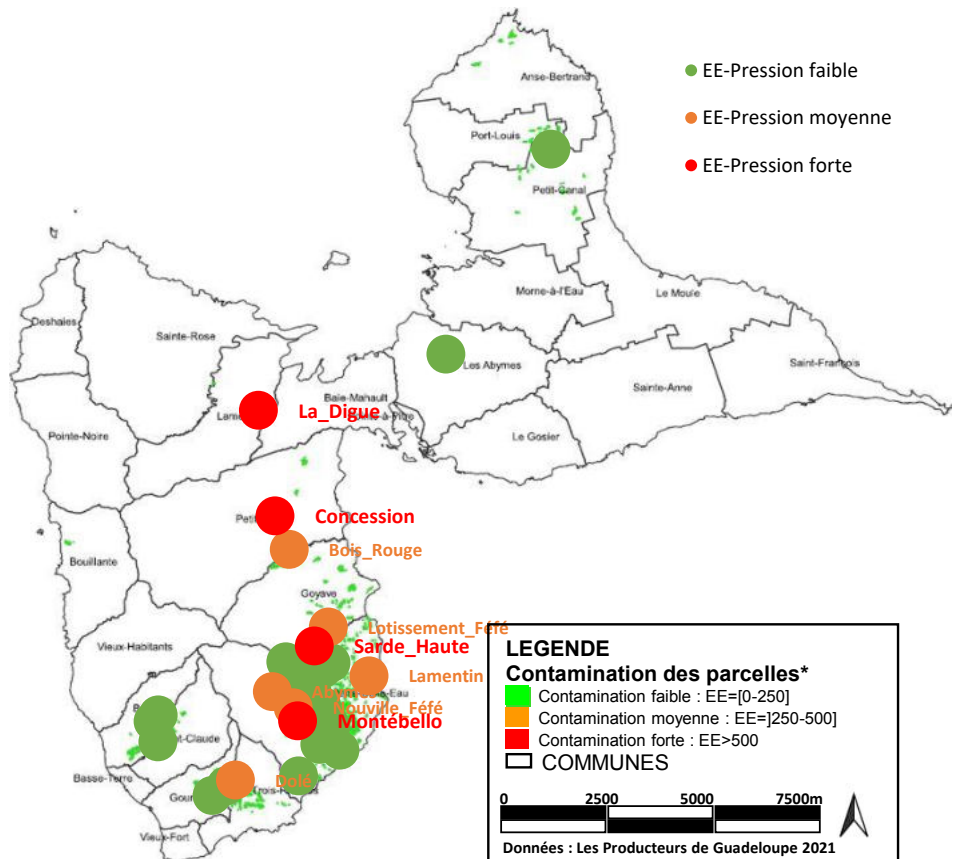 Anse-Bertrand
EE-Pression faible
EE-Pression moyenne
Port-Louis
EE-Pression forte
Petit-Canal
Morne-à-l'Eau
Le Moule
Deshaies
Sainte-Rose
Les Abymes
Saint-François
Sainte-Anne
Baie-Mahault
La_Digue
Pointe-Noire
Le Gosier
Concession
Bois_Rouge
Bouillante
Goyave
Lotissement_Féfé
Vieux-Habitants
Sarde_Haute
Lamentin
Nouville_Féfé
Montébello
Basse-Terre
Dolé
Vieux-Fort
LEGENDE
Contamination des parcelles*
Contamination faible : EE=[0-250]
Contamination moyenne : EE=]250-500]
Contamination forte : EE>500
COMMUNES
0 2500 5000 7500m
Données : Les Producteurs de Guadeloupe 2021